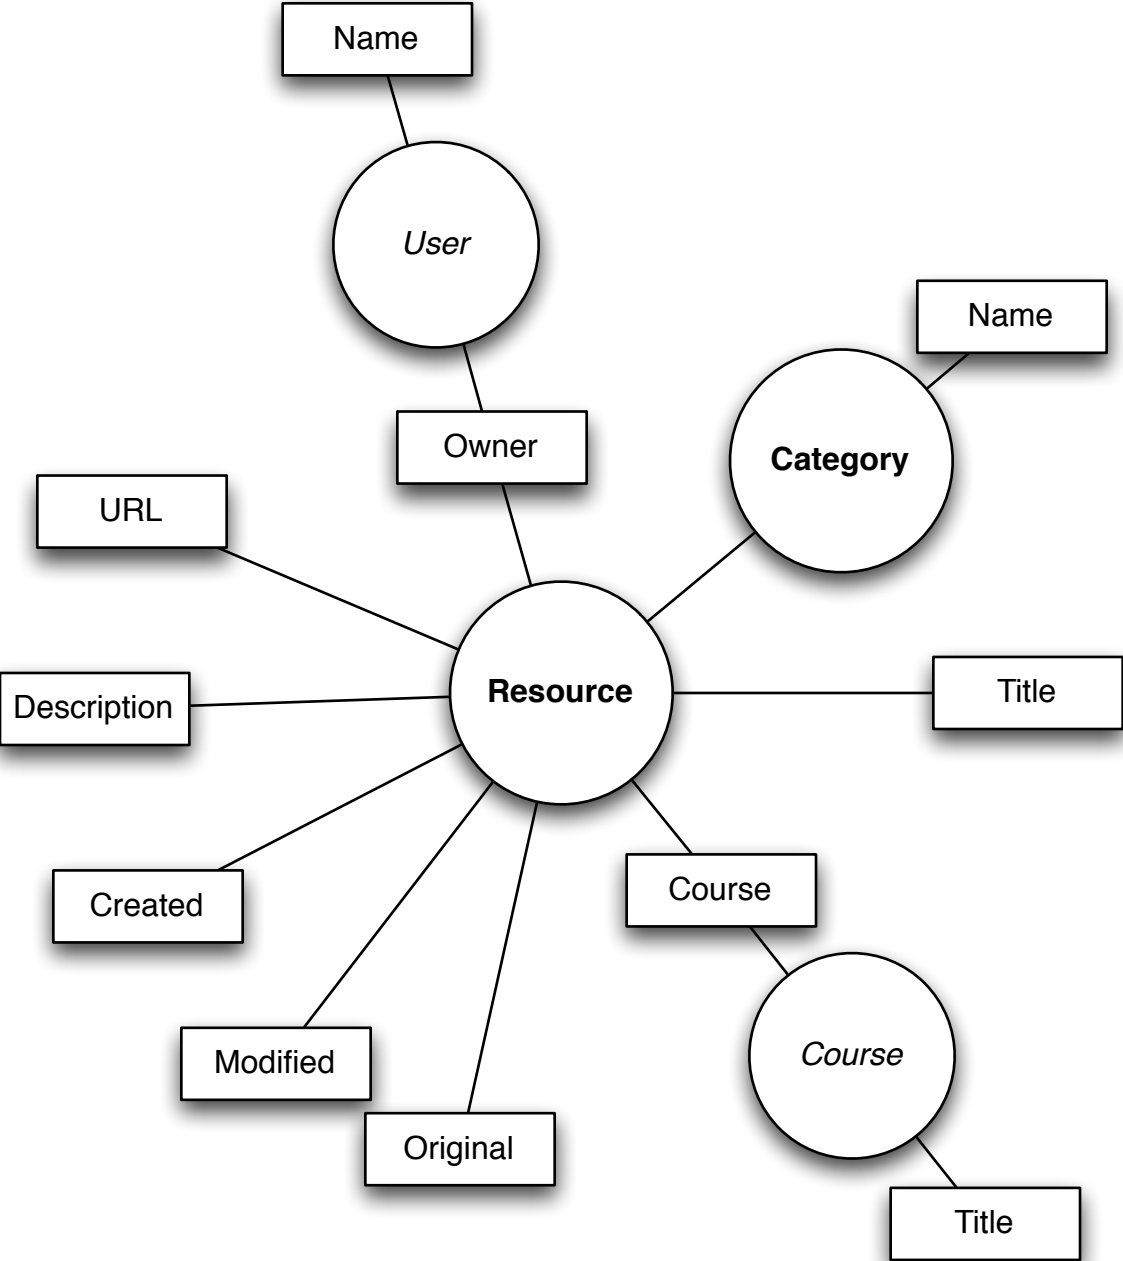 Name
User
Name
Owner
Category
URL
Resource
Title
Description
Course
Created
Course
Modified
Original
Title